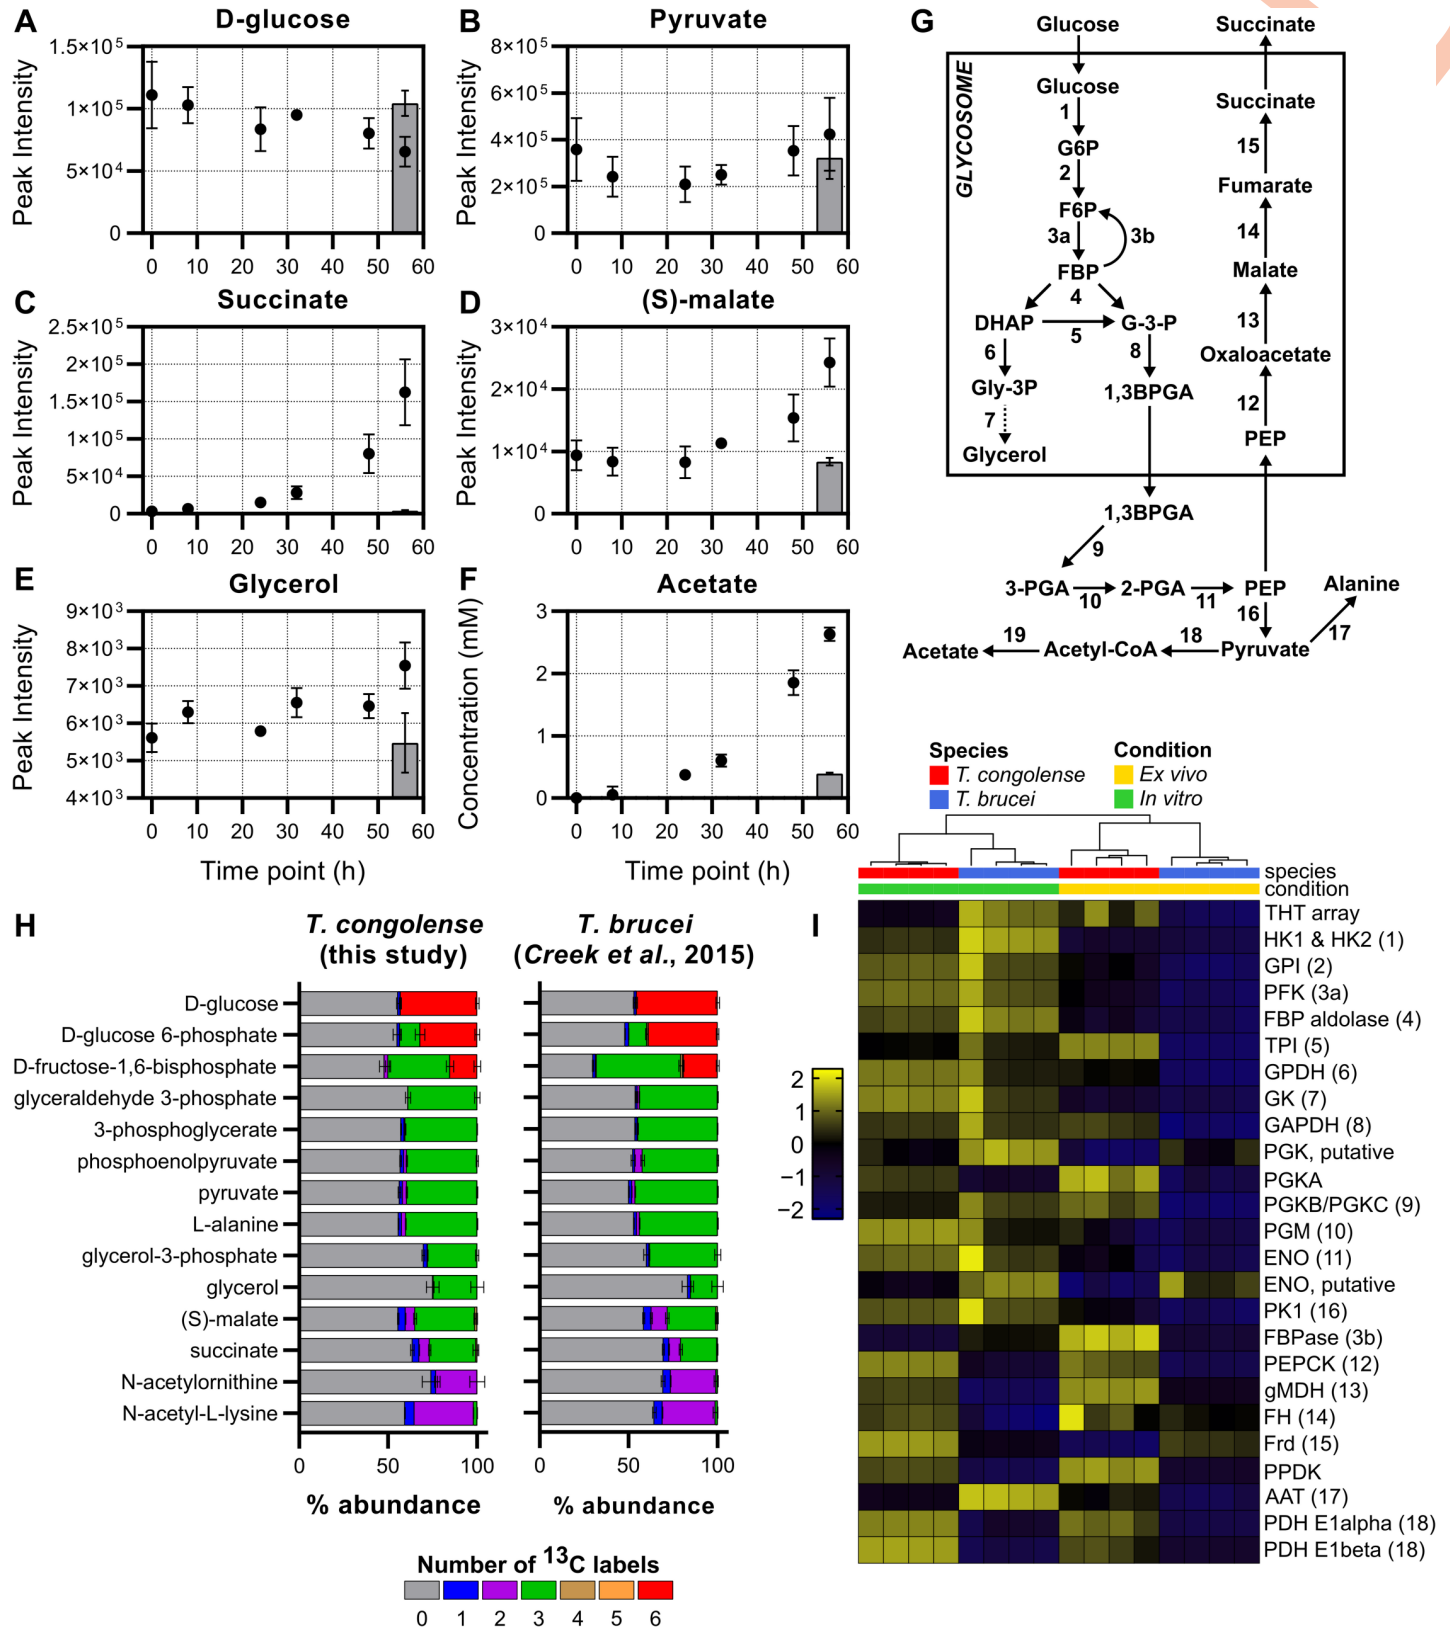 A
D-glucose
Peak Intensity
1.5×10⁵
1×10⁵
5×10⁴
0
0 10 20 30 40 50 60
B
Pyruvate
Peak Intensity
8×10⁵
6×10⁵
4×10⁵
2×10⁵
0
0 10 20 30 40 50 60
C
Succinate
Peak Intensity
2.5×10⁵
2×10⁵
1.5×10⁵
1×10⁵
5×10⁴
0
0 10 20 30 40 50 60
D
(S)-malate
Peak Intensity
3×10⁴
2×10⁴
1×10⁴
0
0 10 20 30 40 50 60
E
Glycerol
Peak Intensity
9×10³
8×10³
7×10³
6×10³
5×10³
4×10³
0 10 20 30 40 50 60
Time point (h)
F
Acetate
Concentration (mM)
3
2
1
0
0 10 20 30 40 50 60
Time point (h)
G
Glucose
Succinate
GLYCOSOME
Glucose
1
G6P
2
F6P
3a
3b
FBP
4
DHAP
5
G-3-P
6
8
Gly-3P
1,3BPGA
7
Glycerol
Succinate
15
Fumarate
14
Malate
13
Oxaloacetate
12
PEP
1,3BPGA
9
3-PGA
10
2-PGA
11
PEP
Alanine
16
17
Acetate
19
Acetyl-CoA
18
Pyruvate
H
T. congolense
(this study)
T. brucei
(Creek et al., 2015)
D-glucose
D-glucose 6-phosphate
D-fructose-1,6-bisphosphate
glyceraldehyde 3-phosphate
3-phosphoglycerate
phosphoenolpyruvate
pyruvate
L-alanine
glycerol-3-phosphate
glycerol
(S)-malate
succinate
N-acetylornithine
N-acetyl-L-lysine
0 50 100
0 50 100
% abundance
% abundance
Number of ¹³C labels
0 1 2 3 4 5 6
I
Species
T. congolense
T. brucei
Condition
Ex vivo
In vitro
species
condition
2
1
0
−1
−2
THT array
HK1 & HK2 (1)
GPI (2)
PFK (3a)
FBP aldolase (4)
TPI (5)
GPDH (6)
GK (7)
GAPDH (8)
PGK, putative
PGKA
PGKB/PGKC (9)
PGM (10)
ENO (11)
ENO, putative
PK1 (16)
FBPase (3b)
PEPCK (12)
gMDH (13)
FH (14)
Frd (15)
PPDK
AAT (17)
PDH E1alpha (18)
PDH E1beta (18)